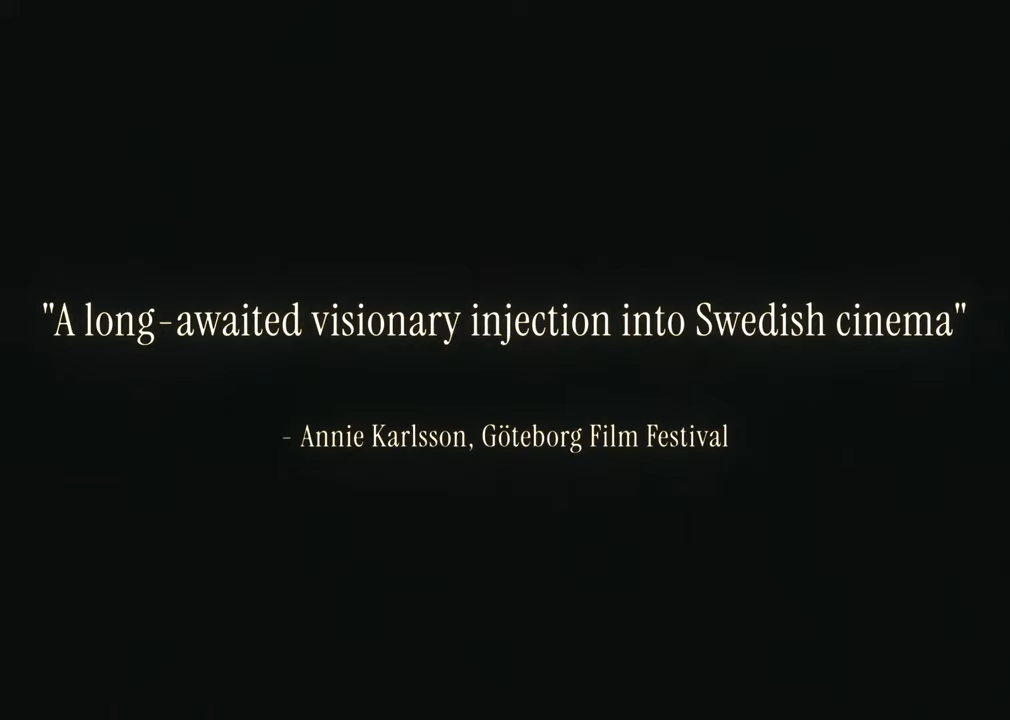 "A long-awaited visionary injection into Swedish cinema"
- Annie Karlsson, Göteborg Film Festival